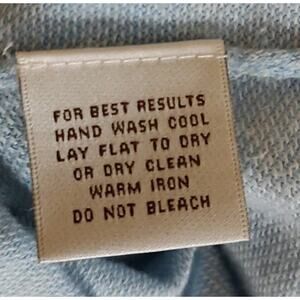 FOR BEST RESULTS
HAND WASH COOL
LAY FLAT TO DRY
OR DRY CLEAN
WARM IRON
DO NOT BLEACH